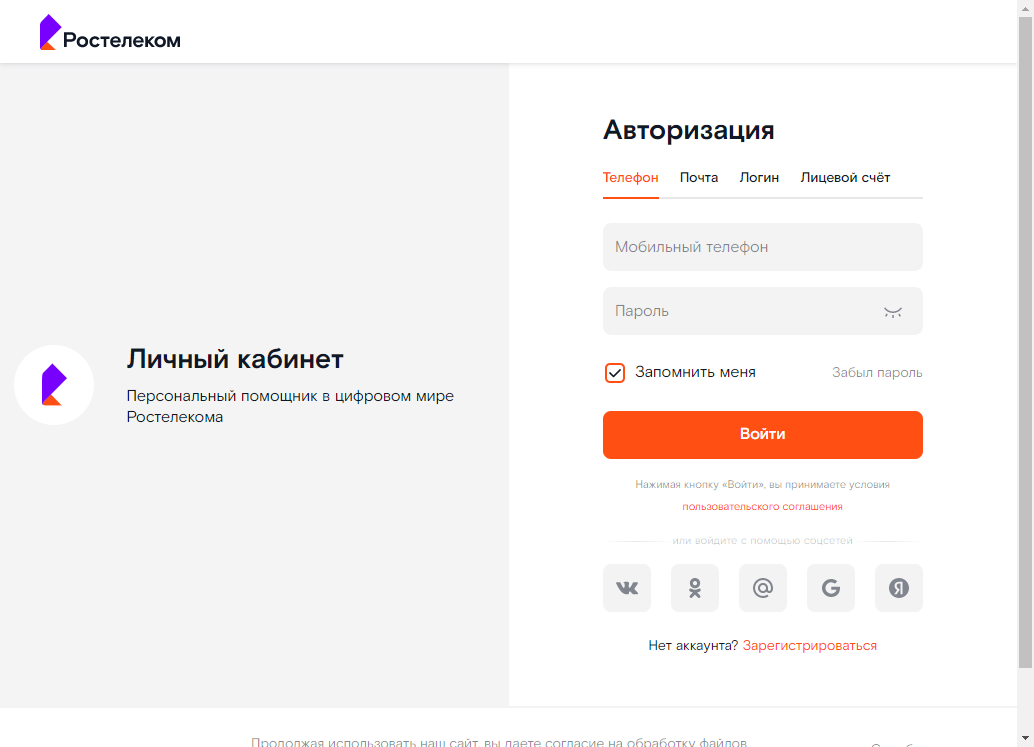 Ростелеком
Авторизация
Телефон Почта Логин Лицевой счёт
Мобильный телефон
Пароль
Личный кабинет
Персональный помощник в цифровом мире
Ростелекома
Запомнить меня Забыл пароль
Войти
Нажимая кнопку «Войти», вы принимаете условия
пользовательского соглашения
или войдите с помощью соцсетей
Нет аккаунта? Зарегистрироваться
Продолжая использовать наш сайт, вы даете согласие на обработку файлов